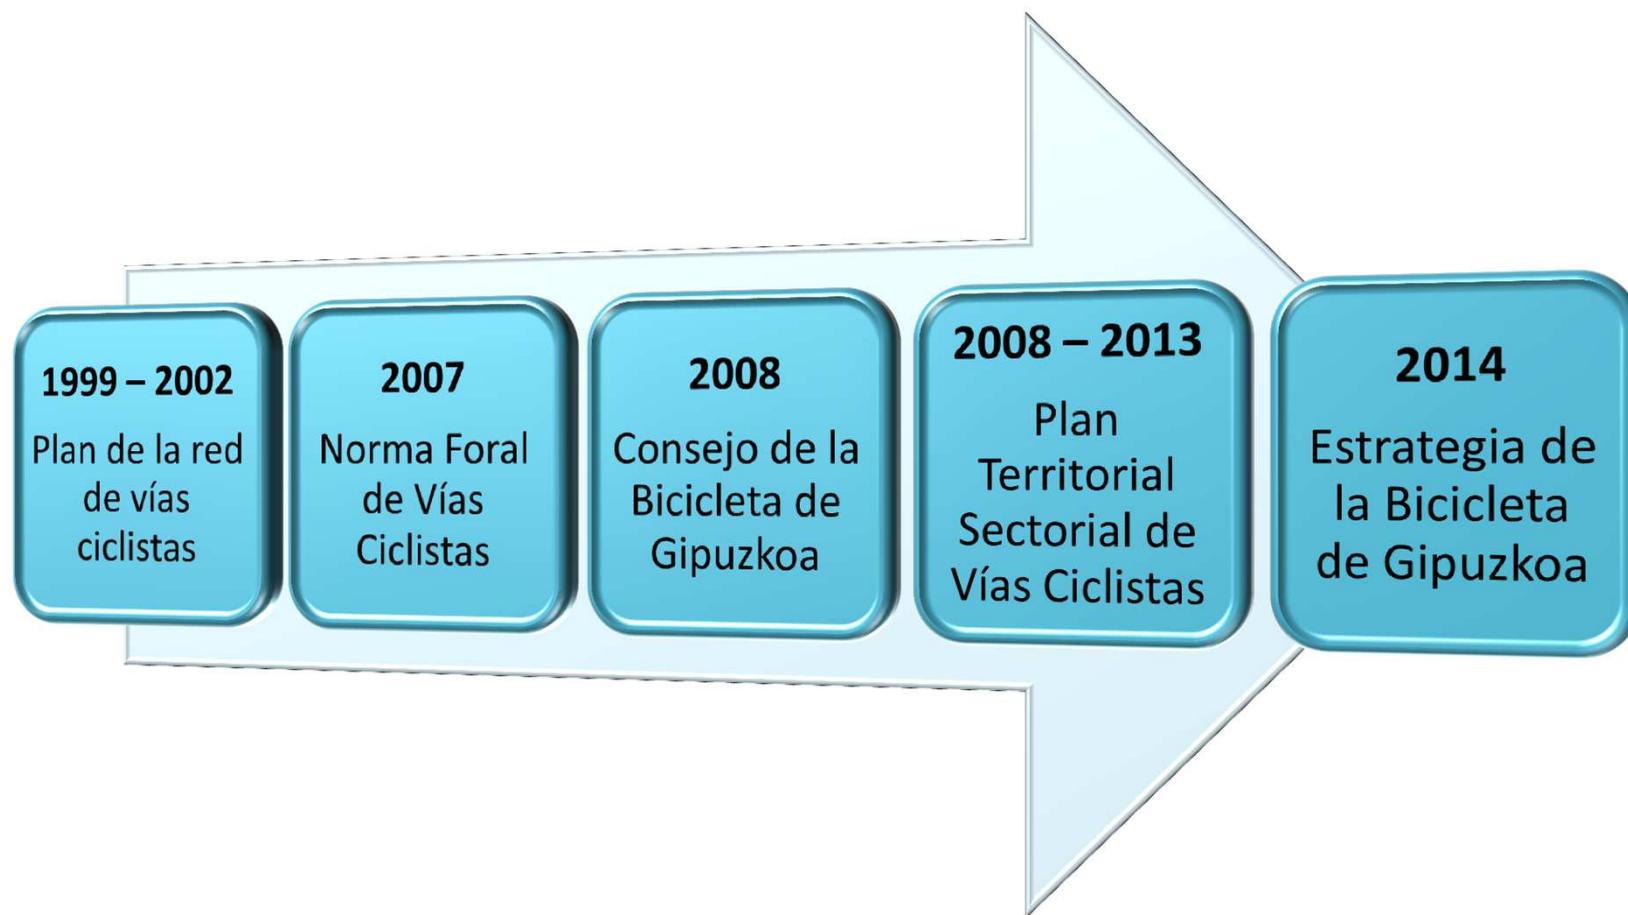 1999 – 2002
Plan de la red
de vías
ciclistas
2007
Norma Foral
de Vías
Ciclistas
2008
Consejo de la
Bicicleta de
Gipuzkoa
2008 – 2013
Plan
Territorial
Sectorial de
Vías Ciclistas
2014
Estrategia de
la Bicicleta
de Gipuzkoa